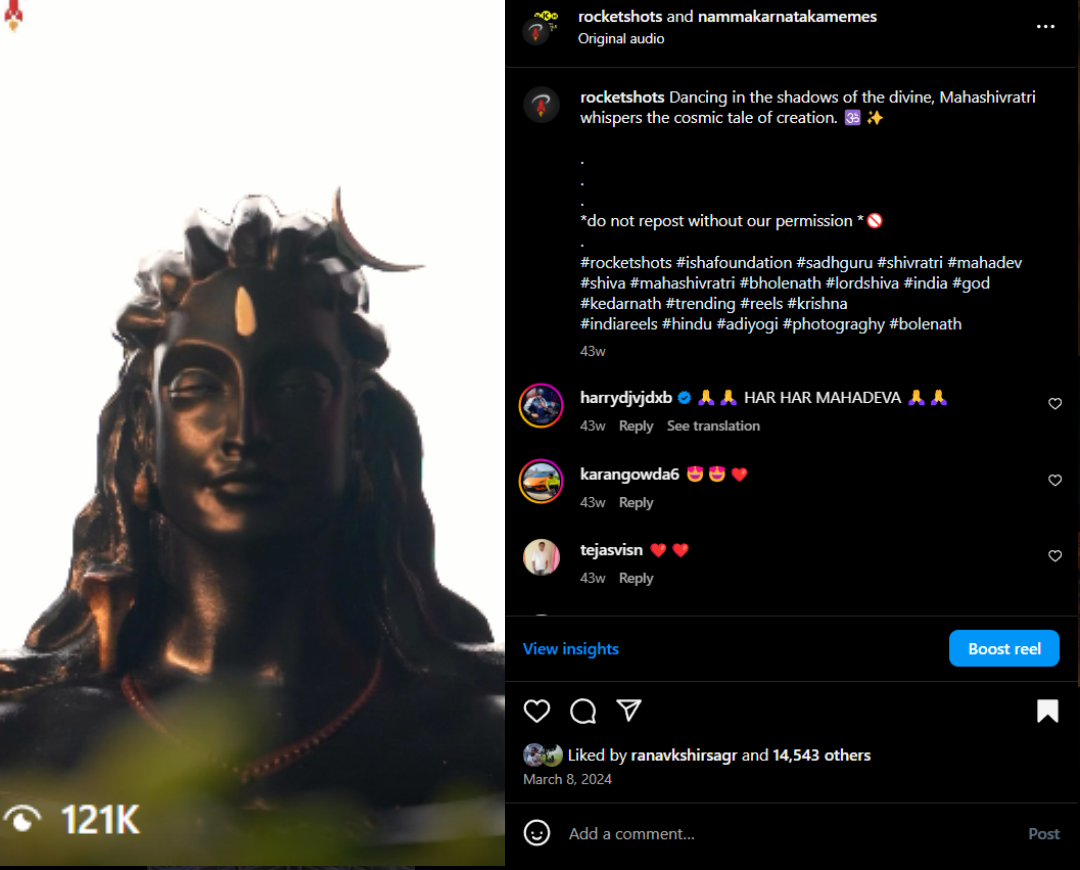 rocketshots and nammakarnatakamemes
Original audio
rocketshots Dancing in the shadows of the divine, Mahashivratri
whispers the cosmic tale of creation. 🕉️ ✨
.
.
.
*do not repost without our permission *🚫
.
#rocketshots #ishafoundation #sadhguru #shivratri #mahadev
#shiva #mahashivratri #bholenath #lordshiva #india #god
#kedarnath #trending #reels #krishna
#indiareels #hindu #adiyogi #photograghy #bolenath
43w
harrydjvjdxb 🙏 🙏 HAR HAR MAHADEVA 🙏 🙏
43w Reply See translation
karangowda6 😍 😍 ❤️
43w Reply
tejasvisn ❤️ ❤️
43w Reply
View insights
Boost reel
Liked by ranavkshirsagr and 14,543 others
March 8, 2024
121K
Add a comment...
Post